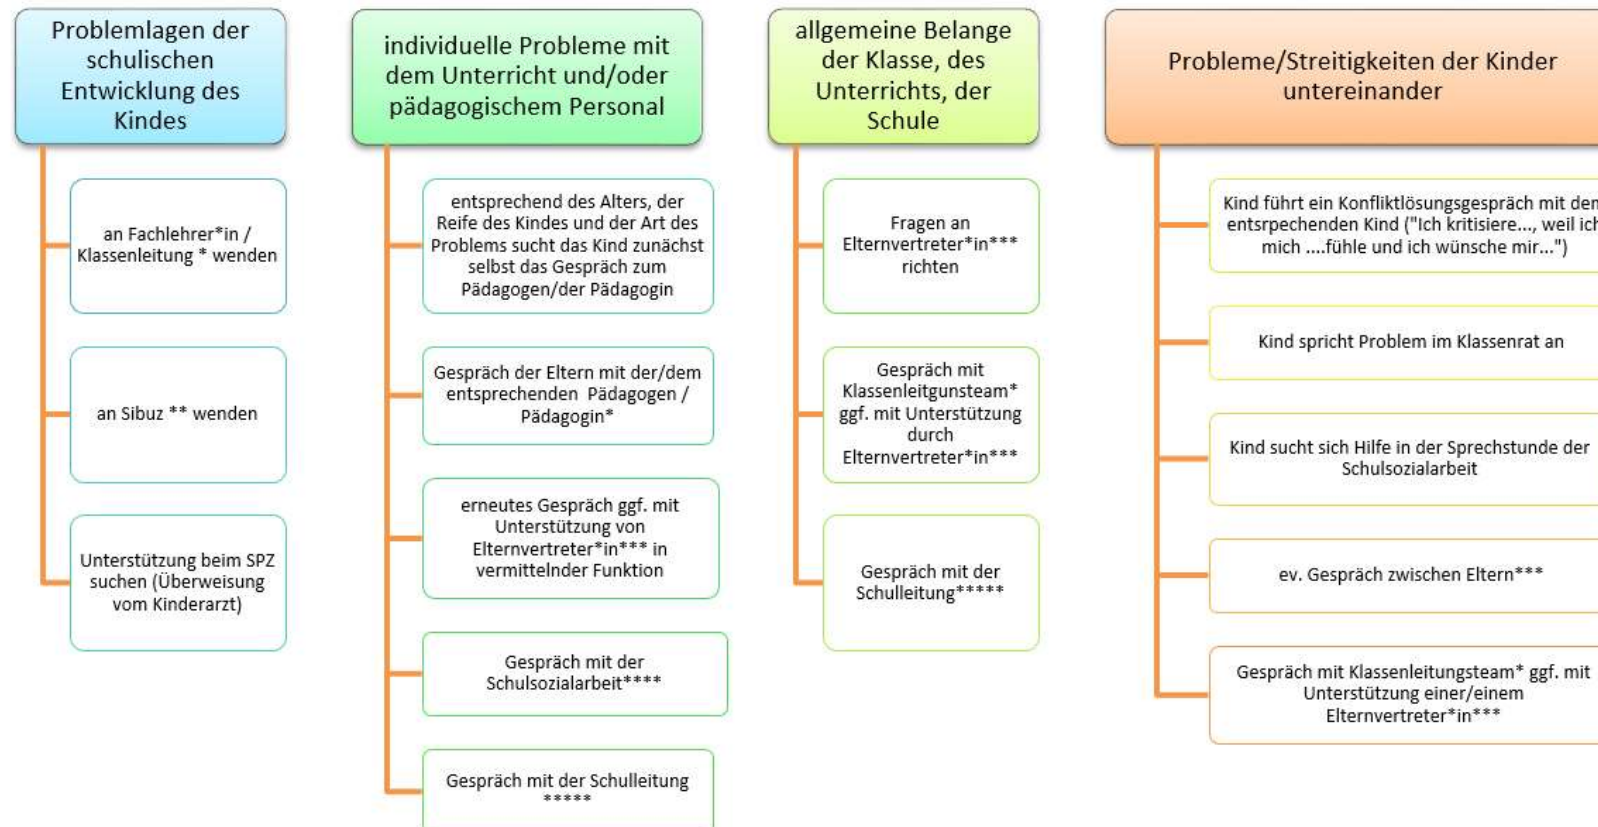 Problemlagen der
schulischen
Entwicklung des
Kindes
an Fachlehrer*in /
Klassenleitung * wenden
an Sibuz ** wenden
Unterstützung beim SPZ
suchen (Überweisung
vom Kinderarzt)
individuelle Probleme mit
dem Unterricht und/oder
pädagogischem Personal
entsprechend des Alters, der
Reife des Kindes und der Art des
Problems sucht das Kind zunächst
selbst das Gespräch zum
Pädagogen/der Pädagogin
Gespräch der Eltern mit der/dem
entsprechenden Pädagogen /
Pädagogin*
erneutes Gespräch ggf. mit
Unterstützung von
Elternvertreter*in*** in
vermittelnder Funktion
Gespräch mit der
Schulsozialarbeit****
Gespräch mit der Schulleitung
*****
allgemeine Belange
der Klasse, des
Unterrichts, der
Schule
Fragen an
Elternvertreter*in***
richten
Gespräch mit
Klassenleitgunsteam*
ggf. mit Unterstützung
durch
Elternvertreter*in***
Gespräch mit der
Schulleitung*****
Probleme/Streitigkeiten der Kinder
untereinander
Kind führt ein Konfliktlösungsgespräch mit
entsrpechenden Kind ("Ich kritisiere..., weil
mich ....fühle und ich wünsche mir...")
Kind spricht Problem im Klassenrat an
Kind sucht sich Hilfe in der Sprechstunde der
Schulsozialarbeit
ev. Gespräch zwischen Eltern***
Gespräch mit Klassenleitungsteam* ggf. mit
Unterstützung einer/einem
Elternvertreter*in***